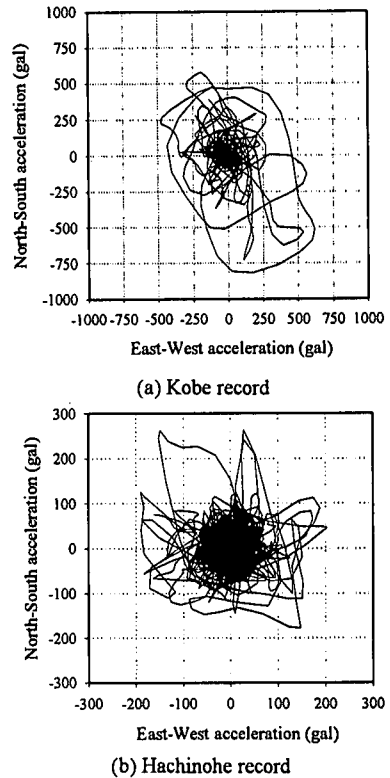 North-South acceleration (gal)
1000
750
500
250
0
-250
-500
-750
-1000
-1000 -750 -500 -250 0 250 500 750 1000
East-West acceleration (gal)
(a) Kobe record
North-South acceleration (gal)
300
200
100
0
-100
-200
-300
-300 -200 -100 0 100 200 300
East-West acceleration (gal)
(b) Hachinohe record